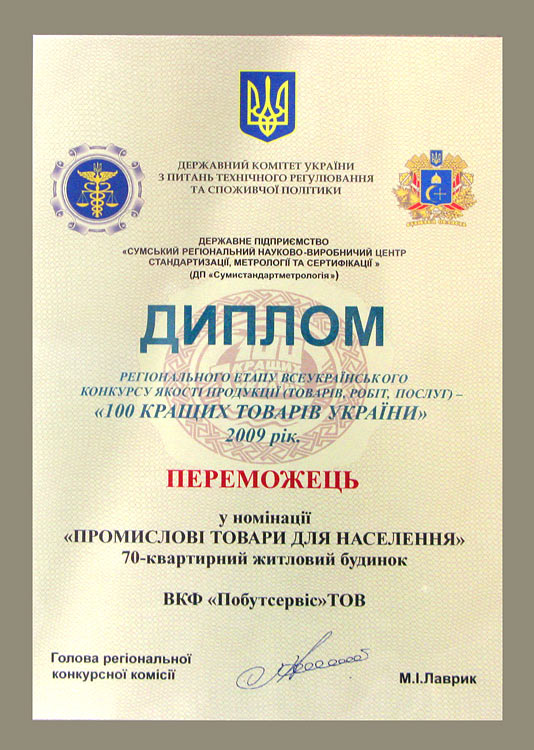 ДЕРЖАВНИЙ КОМІТЕТ УКРАЇНИ
З ПИТАНЬ ТЕХНІЧНОГО РЕГУЛЮВАННЯ
ТА СПОЖИВЧОЇ ПОЛІТИКИ
ДЕРЖАВНЕ ПІДПРИЄМСТВО
«СУМСЬКИЙ РЕГІОНАЛЬНИЙ НАУКОВО-ВИРОБНИЧИЙ ЦЕНТР
СТАНДАРТИЗАЦІЇ, МЕТРОЛОГІЇ ТА СЕРТИФІКАЦІЇ »
(ДП «Сумистандартметрологія»)
ДИПЛОМ
РЕГІОНАЛЬНОГО ЕТАПУ ВСЕУКРАЇНСЬКОГО
КОНКУРСУ ЯКОСТІ ПРОДУКЦІЇ (ТОВАРІВ, РОБІТ, ПОСЛУГ) –
«100 КРАЩИХ ТОВАРІВ УКРАЇНИ»
2009 рік.
ПЕРЕМОЖЕЦЬ
у номінації
«ПРОМИСЛОВІ ТОВАРИ ДЛЯ НАСЕЛЕННЯ»
70-квартирний житловий будинок
ВКФ «Побутсервіс»ТОВ
Голова регіональної
конкурсної комісії
М.І.Лаврик